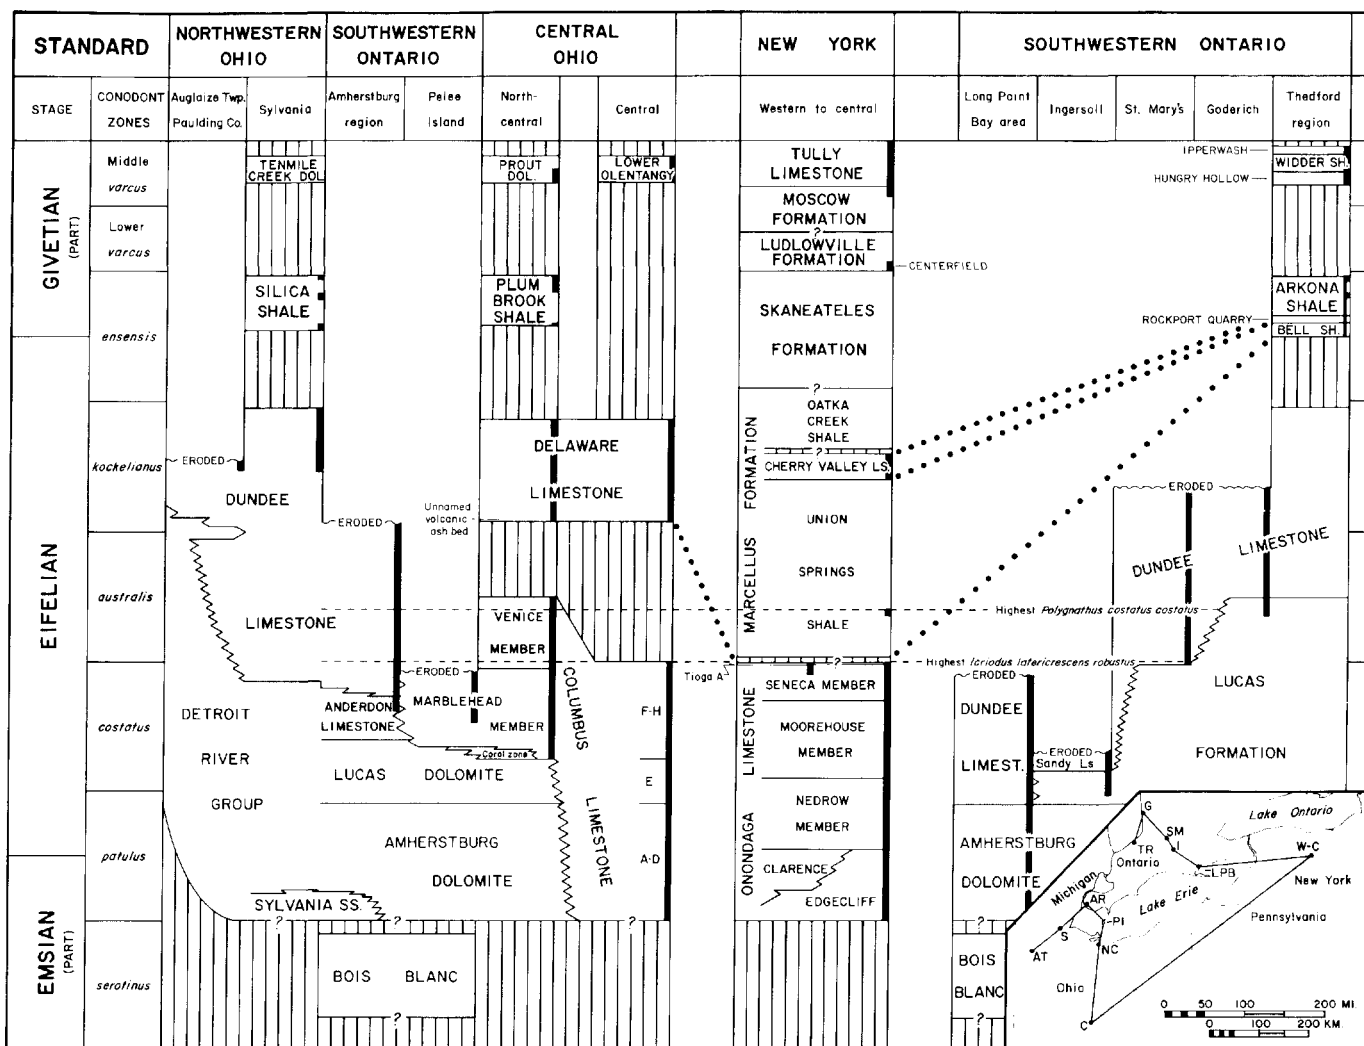 STANDARD
NORTHWESTERN
OHIO
SOUTHWESTERN
ONTARIO
CENTRAL
OHIO
NEW YORK
SOUTHWESTERN ONTARIO
STAGE
CONODONT
ZONES
Auglaize Twp.
Paulding Co.
Sylvania
Amherstburg
region
Pelee
Island
North-
central
Central
Western to central
Long Point
Bay area
Ingersoll
St. Mary's
Goderich
Thedford
region
GIVETIAN
(PART)
EIFELIAN
EMSIAN
(PART)
Middle
varcus
Lower
varcus
ensensis
kockelianus
australis
costatus
patulus
serotinus
TENMILE
CREEK DOL.
SILICA
SHALE
ERODED
DUNDEE
LIMESTONE
DETROIT
RIVER
GROUP
SYLVANIA SS.
?
?
ERODED
ANDERDON
LIMESTONE
LUCAS DOLOMITE
AMHERSTBURG
DOLOMITE
?
BOIS BLANC
?
ERODED
MARBLEHEAD
MEMBER
Coral zone
Unnamed
volcanic
ash bed
PROUT
DOL.
PLUM
BROOK
SHALE
DELAWARE
LIMESTONE
VENICE
MEMBER
COLUMBUS
LIMESTONE
LOWER
OLENTANGY
F-H
E
A-D
?
Tioga A
TULLY
LIMESTONE
MOSCOW
FORMATION
?
LUDLOWVILLE
FORMATION
CENTERFIELD
SKANEATELES
FORMATION
?
OATKA
CREEK
SHALE
?
CHERRY VALLEY LS.
UNION
SPRINGS
SHALE
MARCELLUS FORMATION
?
SENECA MEMBER
MOOREHOUSE
MEMBER
NEDROW
MEMBER
CLARENCE
EDGECLIFF
ONONDAGA LIMESTONE
?
IPPERWASH
WIDDER SH.
HUNGRY HOLLOW
ARKONA
SHALE
ROCKPORT QUARRY
BELL SH.
ERODED
DUNDEE LIMESTONE
Highest Polygnathus costatus costatus
Highest Icriodus latericrescens robustus
ERODED
DUNDEE
LIMEST.
ERODED
Sandy Ls
LUCAS
FORMATION
AMHERSTBURG
DOLOMITE
?
?
BOIS
BLANC
?
G
Lake Ontario
SM
TR
I
Ontario
W-C
LPB
Michigan
New York
AR
Lake Erie
PI
Pennsylvania
S
NC
AT
Ohio
C
0 50 100 200 MI.
0 100 200 KM.